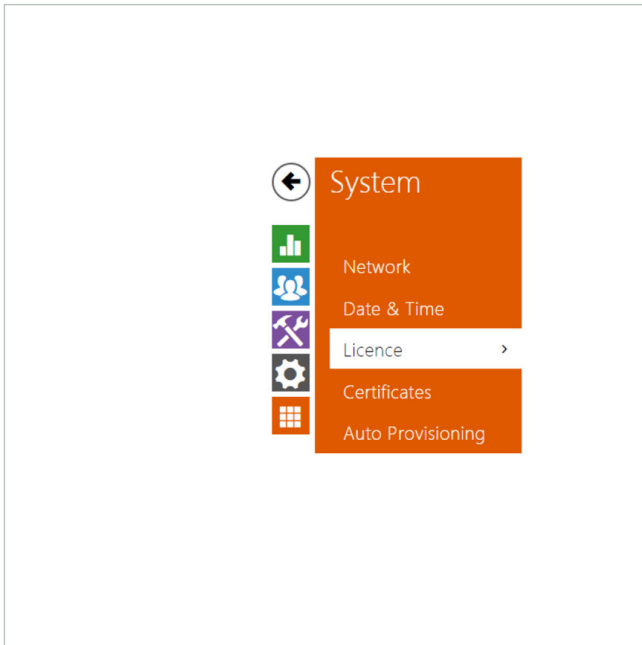 System
Network
Date & Time
Licence
Certificates
Auto Provisioning